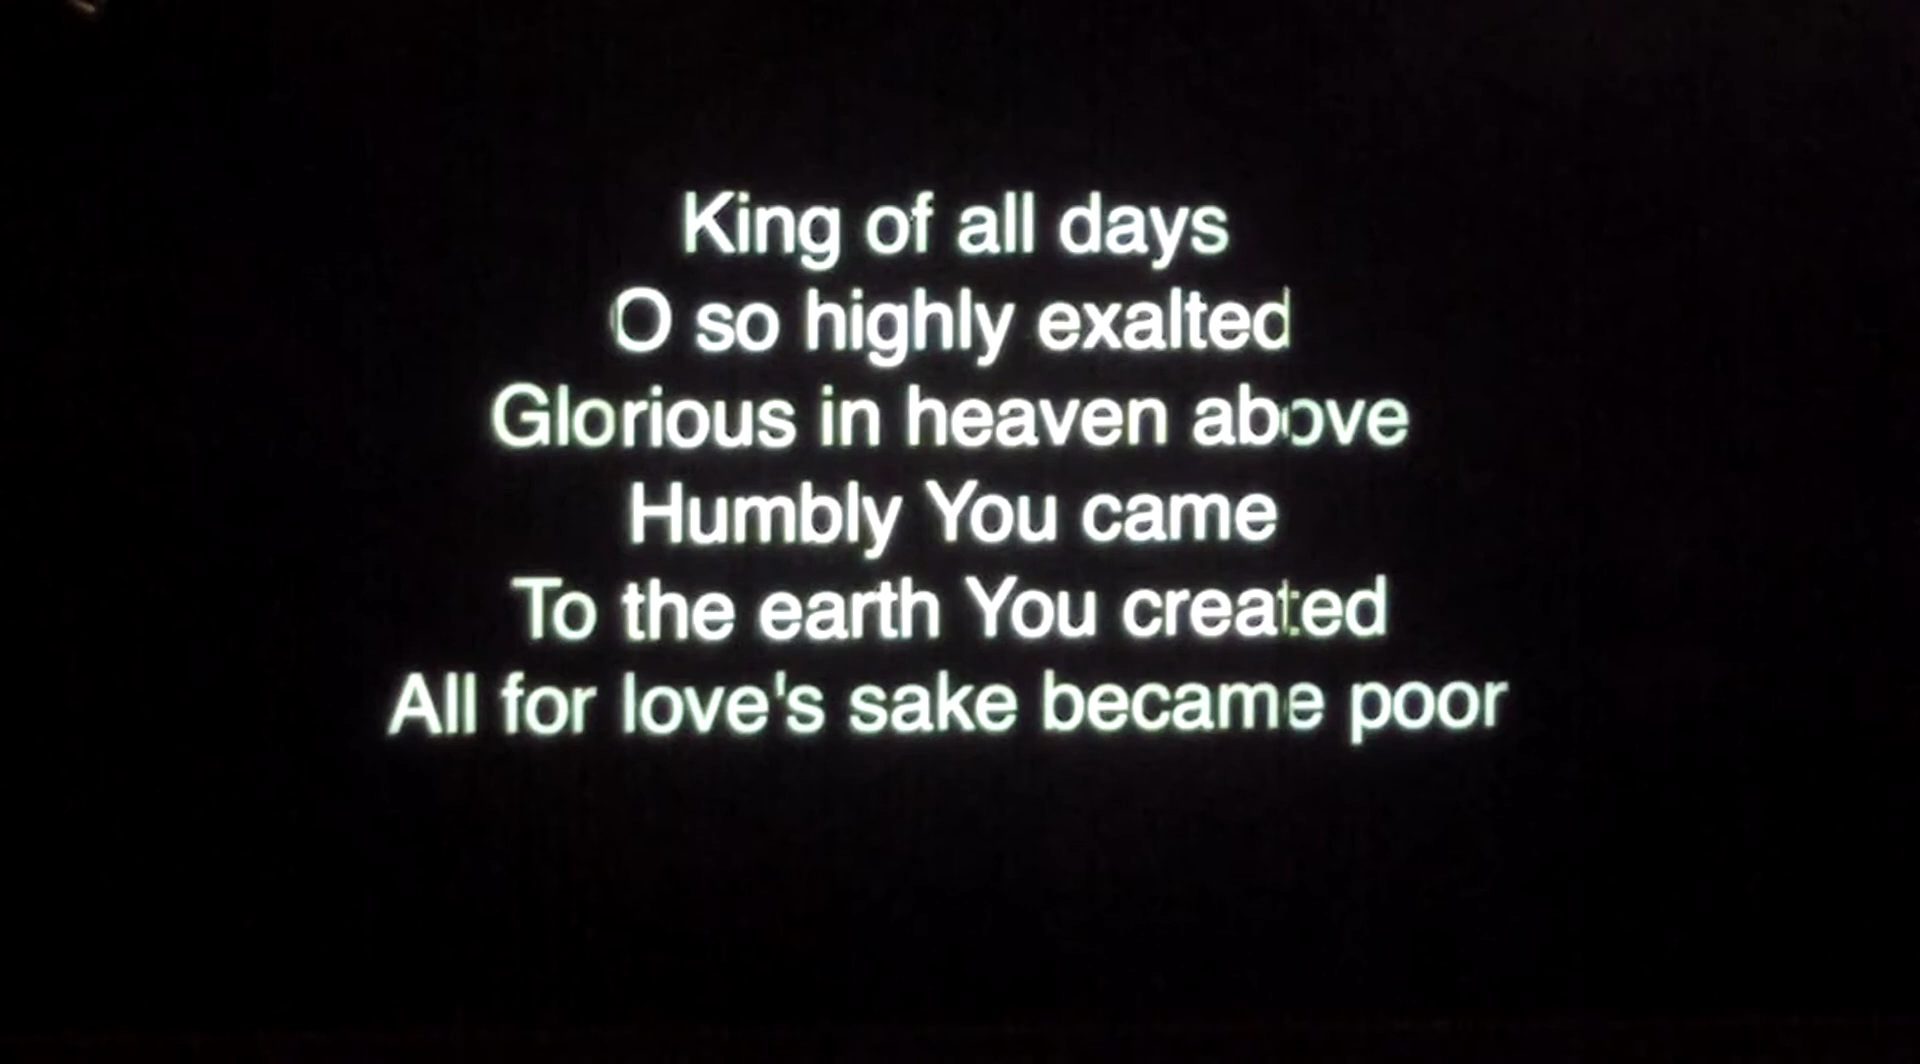 King of all days
O so highly exalted
Glorious in heaven above
Humbly You came
To the earth You created
All for love's sake became poor